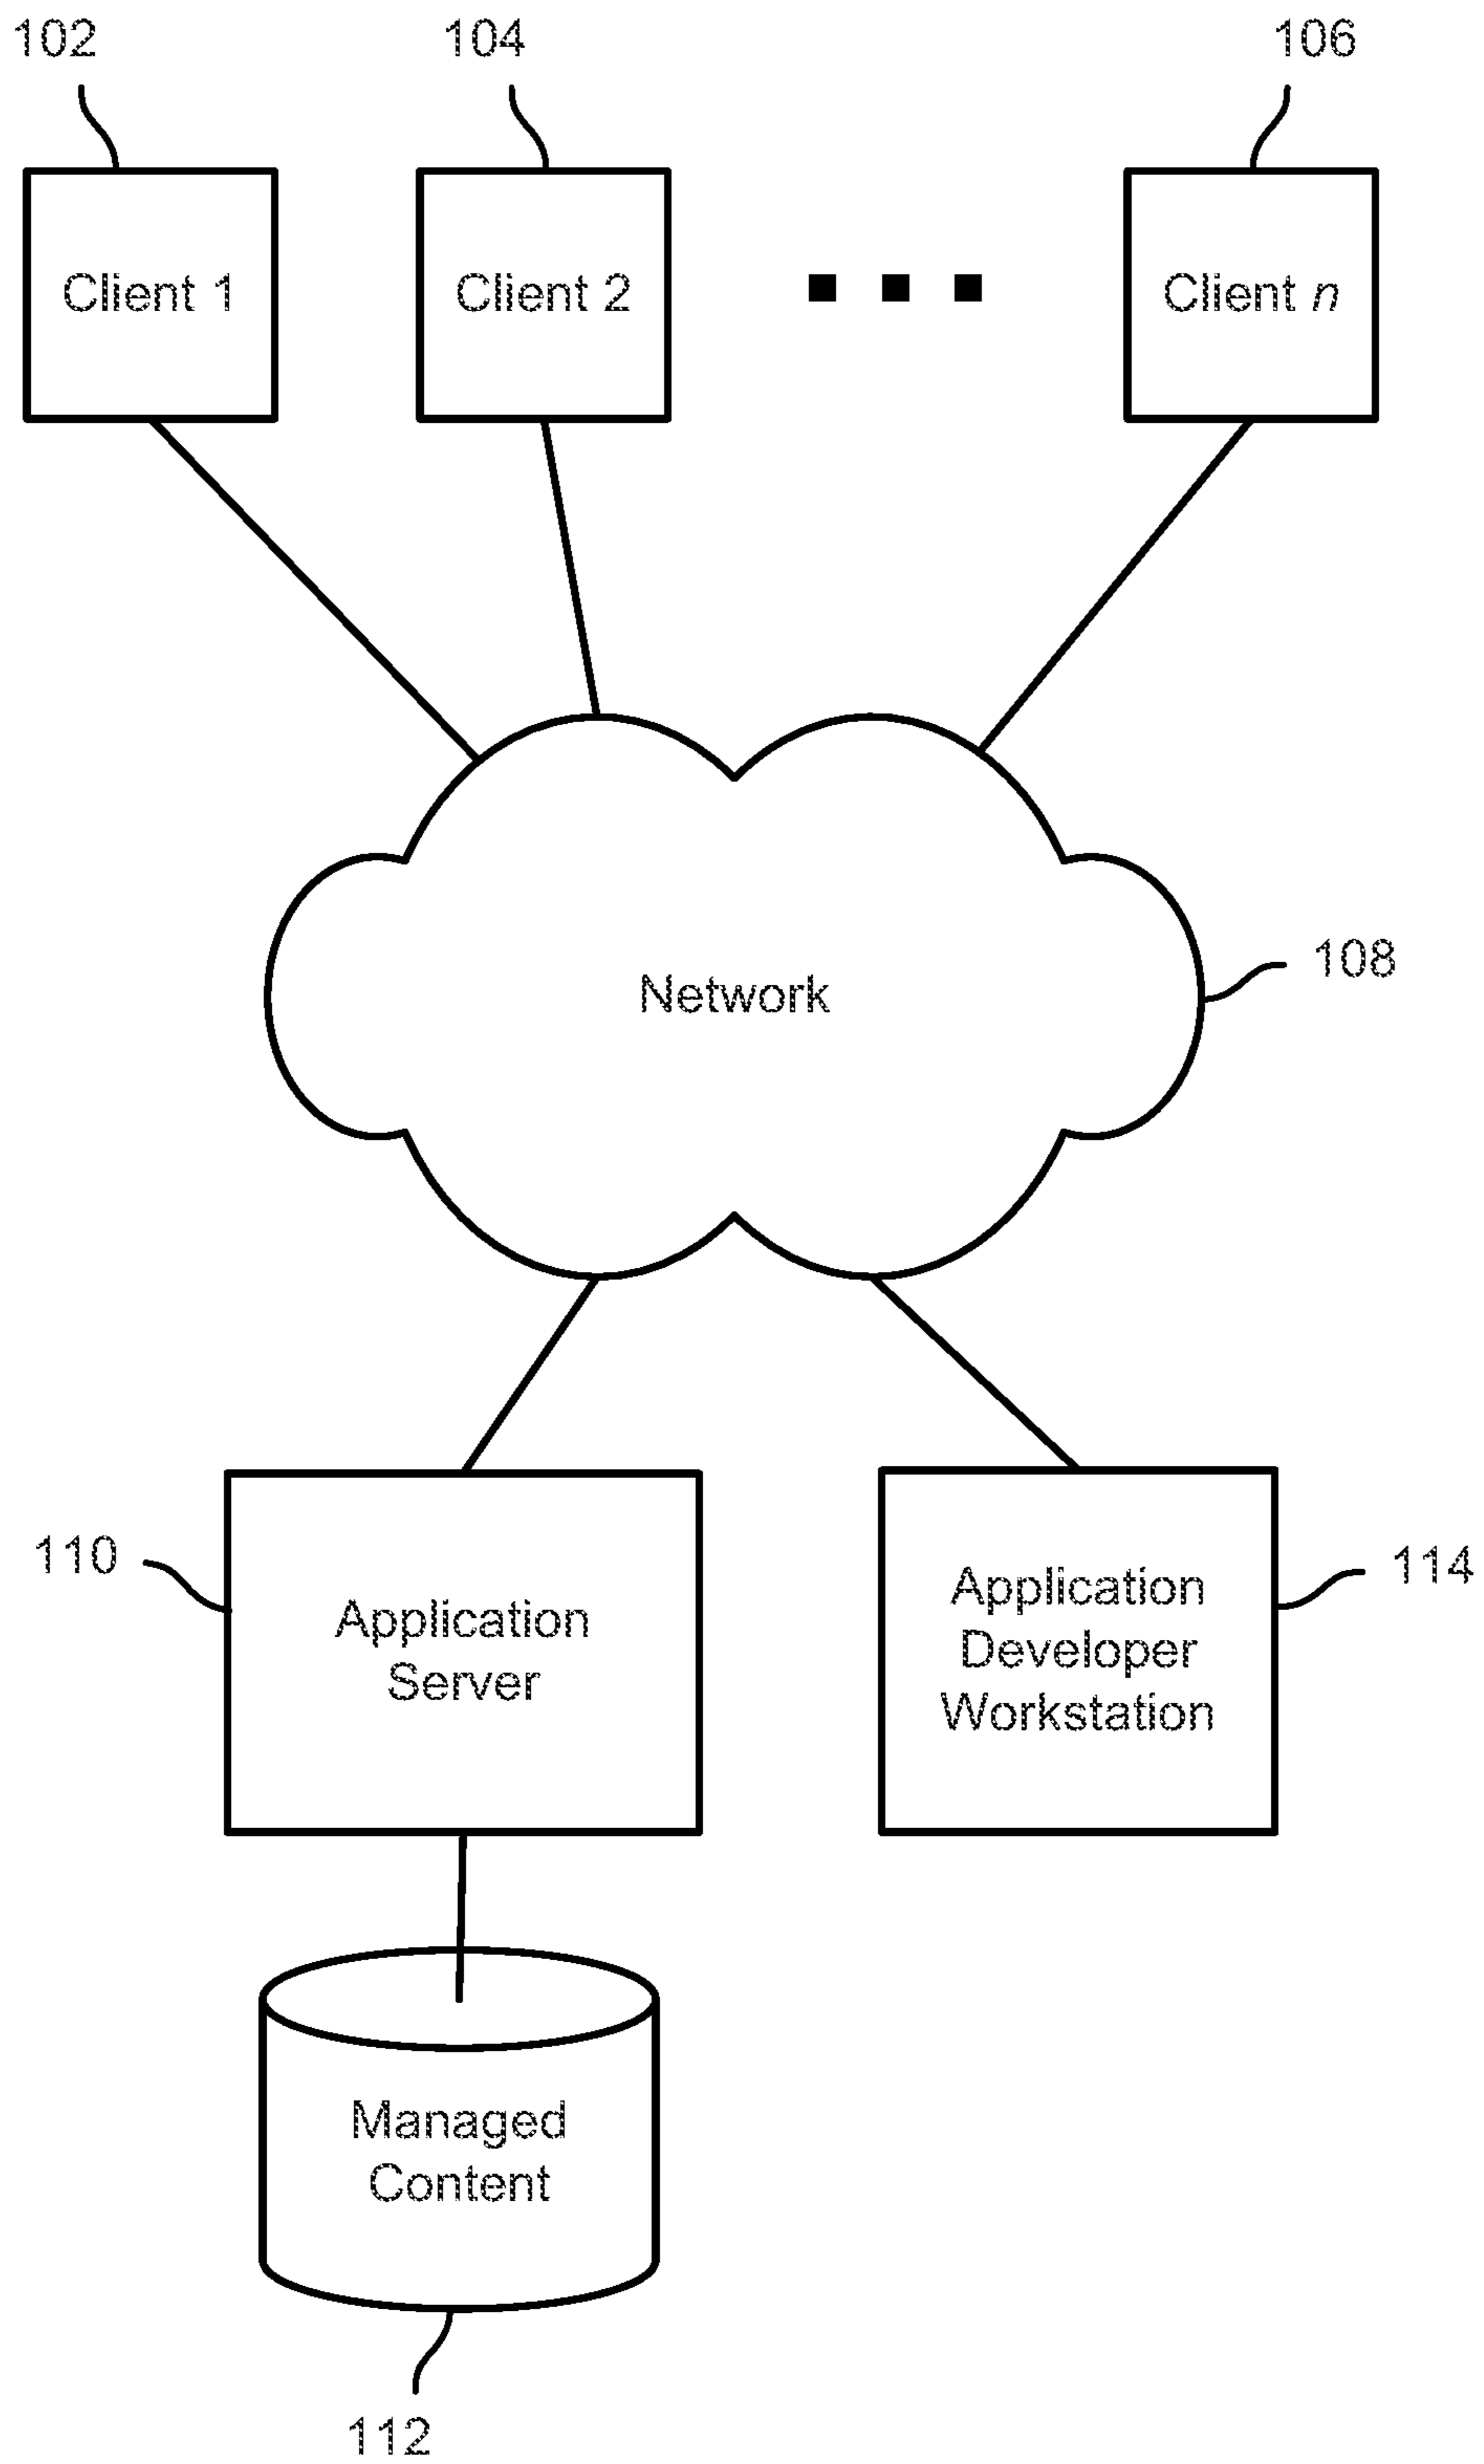 102
104
106
Client 1
Client 2
Client n
Network
108
110
Application
Server
Application
Developer
Workstation
114
Managed
Content
112